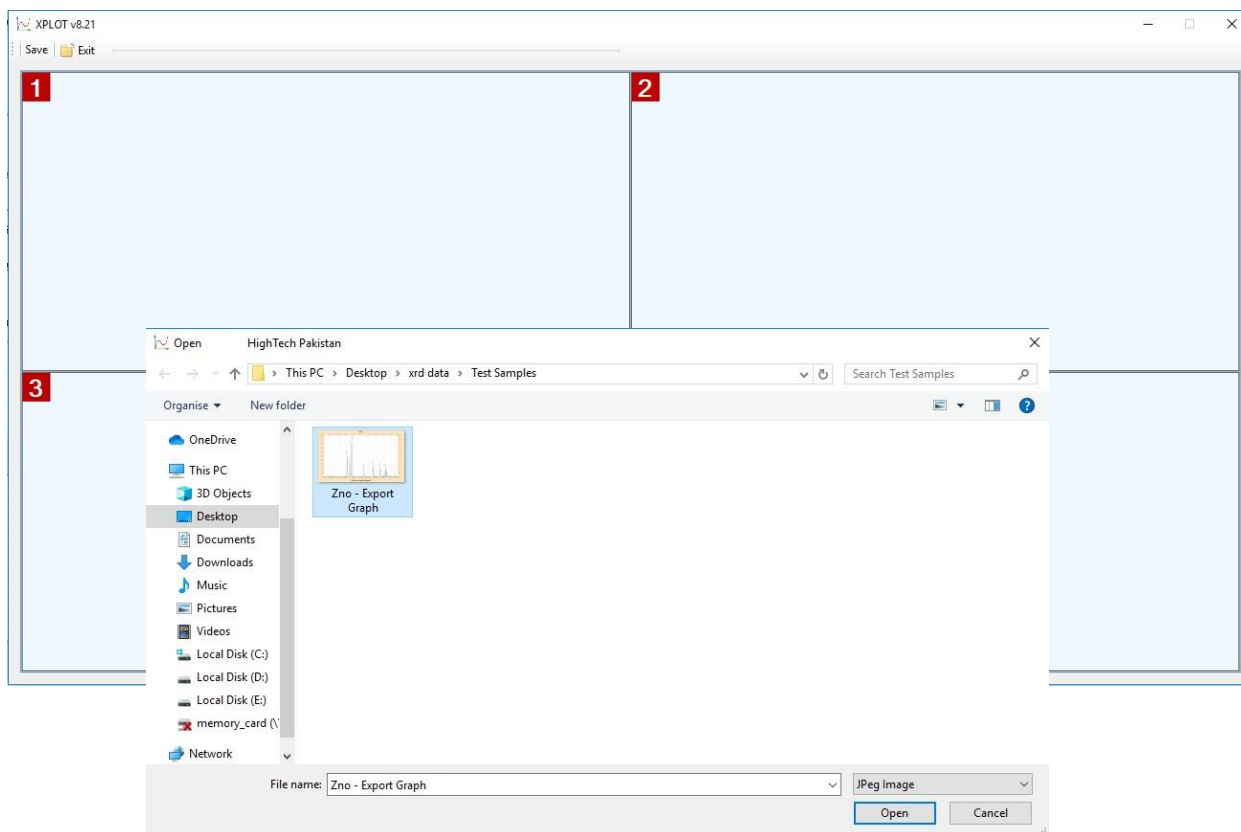 XPLOT v8.21
Save Exit
1 2
3
Open HighTech Pakistan
This PC > Desktop > xrd data > Test Samples Search Test Samples
Organise New folder
OneDrive
This PC
3D Objects
Desktop
Documents
Downloads
Music
Pictures
Videos
Local Disk (C:)
Local Disk (D:)
Local Disk (E:)
memory_card (\\
Network
Zno - Export
Graph
File name: Zno - Export Graph JPeg Image
Open Cancel